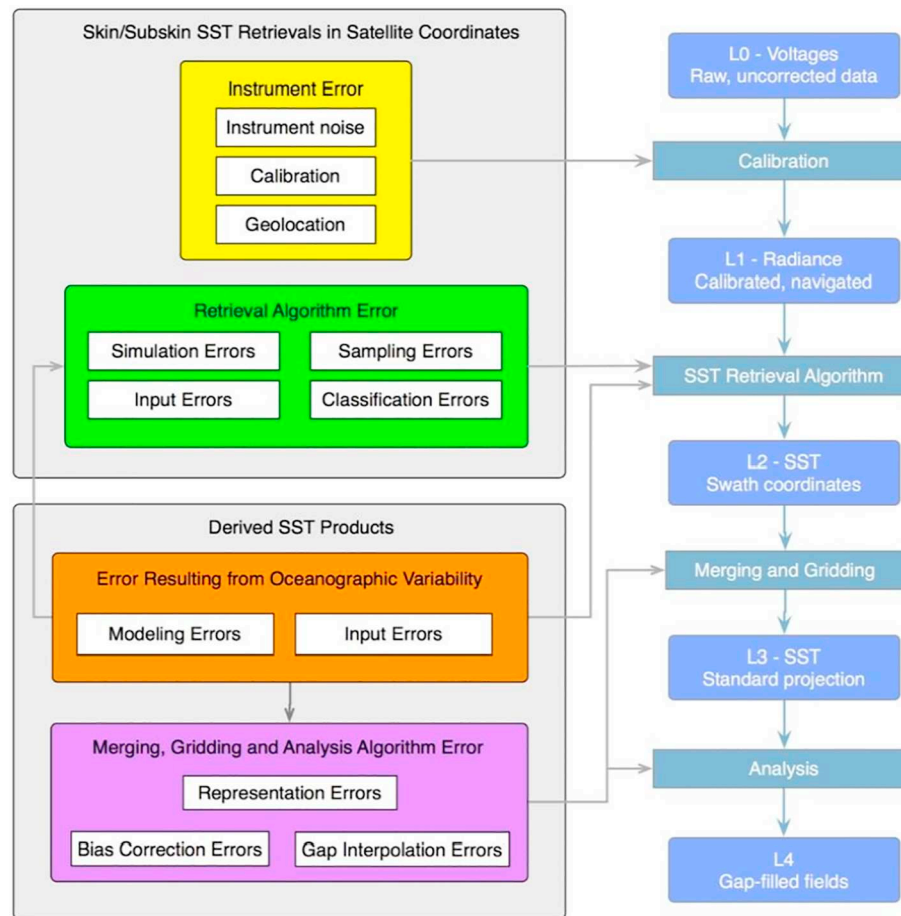 Skin/Subskin SST Retrievals in Satellite Coordinates
Instrument Error
Instrument noise
Calibration
Geolocation
Retrieval Algorithm Error
Simulation Errors
Sampling Errors
Input Errors
Classification Errors
Derived SST Products
Error Resulting from Oceanographic Variability
Modeling Errors
Input Errors
Merging, Gridding and Analysis Algorithm Error
Representation Errors
Bias Correction Errors
Gap Interpolation Errors
L0 - Voltages
Raw, uncorrected data
Calibration
L1 - Radiance
Calibrated, navigated
SST Retrieval Algorithm
L2 - SST
Swath coordinates
Merging and Gridding
L3 - SST
Standard projection
Analysis
L4
Gap-filled fields